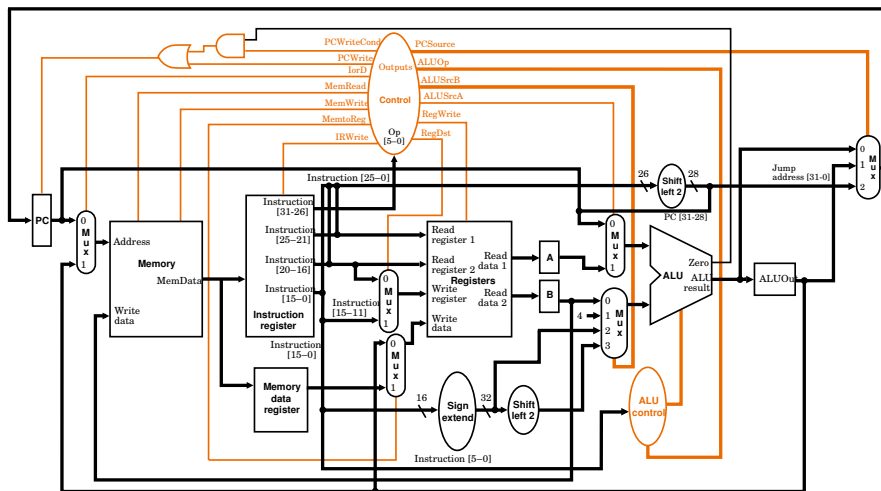 PCWriteCond
PCSource
PCWrite
ALUOp
Outputs
IorD
ALUSrcB
MemRead
Control
ALUSrcA
MemWrite
RegWrite
MemtoReg
Op
[5–0]
RegDst
IRWrite
Instruction [25–0]
26
Shift
left 2
28
Jump
address [31-0]
0
1
2
M
u
x
PC [31-28]
PC
0
M
u
x
1
Address
Memory
MemData
Write
data
Instruction
[31-26]
Instruction
[25–21]
Instruction
[20–16]
Instruction
[15–0]
Instruction
register
Instruction
[15–11]
0
M
u
x
1
Read
register 1
Read
register 2
Write
register
Write
data
Registers
Read
data 1
Read
data 2
A
B
0
M
u
x
1
4
0
1
2
3
M
u
x
Zero
ALU
ALU
result
ALUOut
Instruction
[15–0]
0
M
u
x
1
Memory
data
register
16
Sign
extend
32
Shift
left 2
ALU
control
Instruction [5–0]